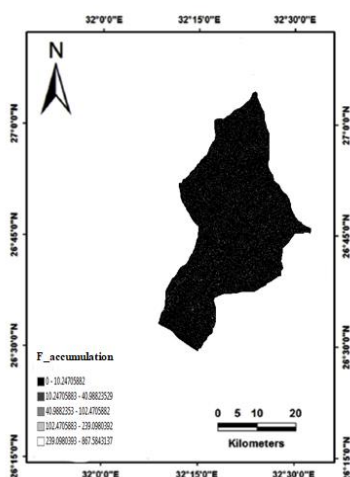 32°0'0"E 32°15'0"E 32°30'0"E
N
27°0'0"N 27°0'0"N
26°45'0"N 26°45'0"N
26°30'0"N 26°30'0"N
26°15'0"N 26°15'0"N
F_accumulation
0 - 10.24705882
10.24705883 - 40.98823529
40.9882353 - 102.4705882
102.4705883 - 239.0980392
239.0980393 - 867.5843137
0 5 10 20
Kilometers
32°0'0"E 32°15'0"E 32°30'0"E